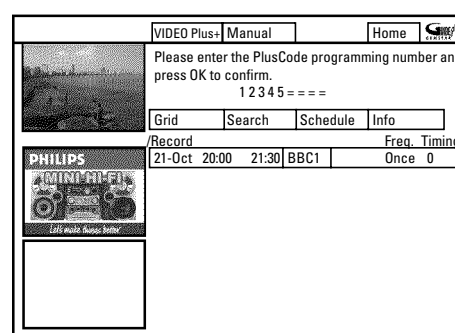 VIDEO Plus+ Manual Home GUIDE
GEMSTAR
Please enter the PlusCode programming number an
press OK to confirm.
1 2 3 4 5 = = = =
Grid Search Schedule Info
/Record Freq. Timing
21-Oct 20:00 21:30 BBC1 Once 0
PHILIPS
MINI HI-FI
Let's make things better